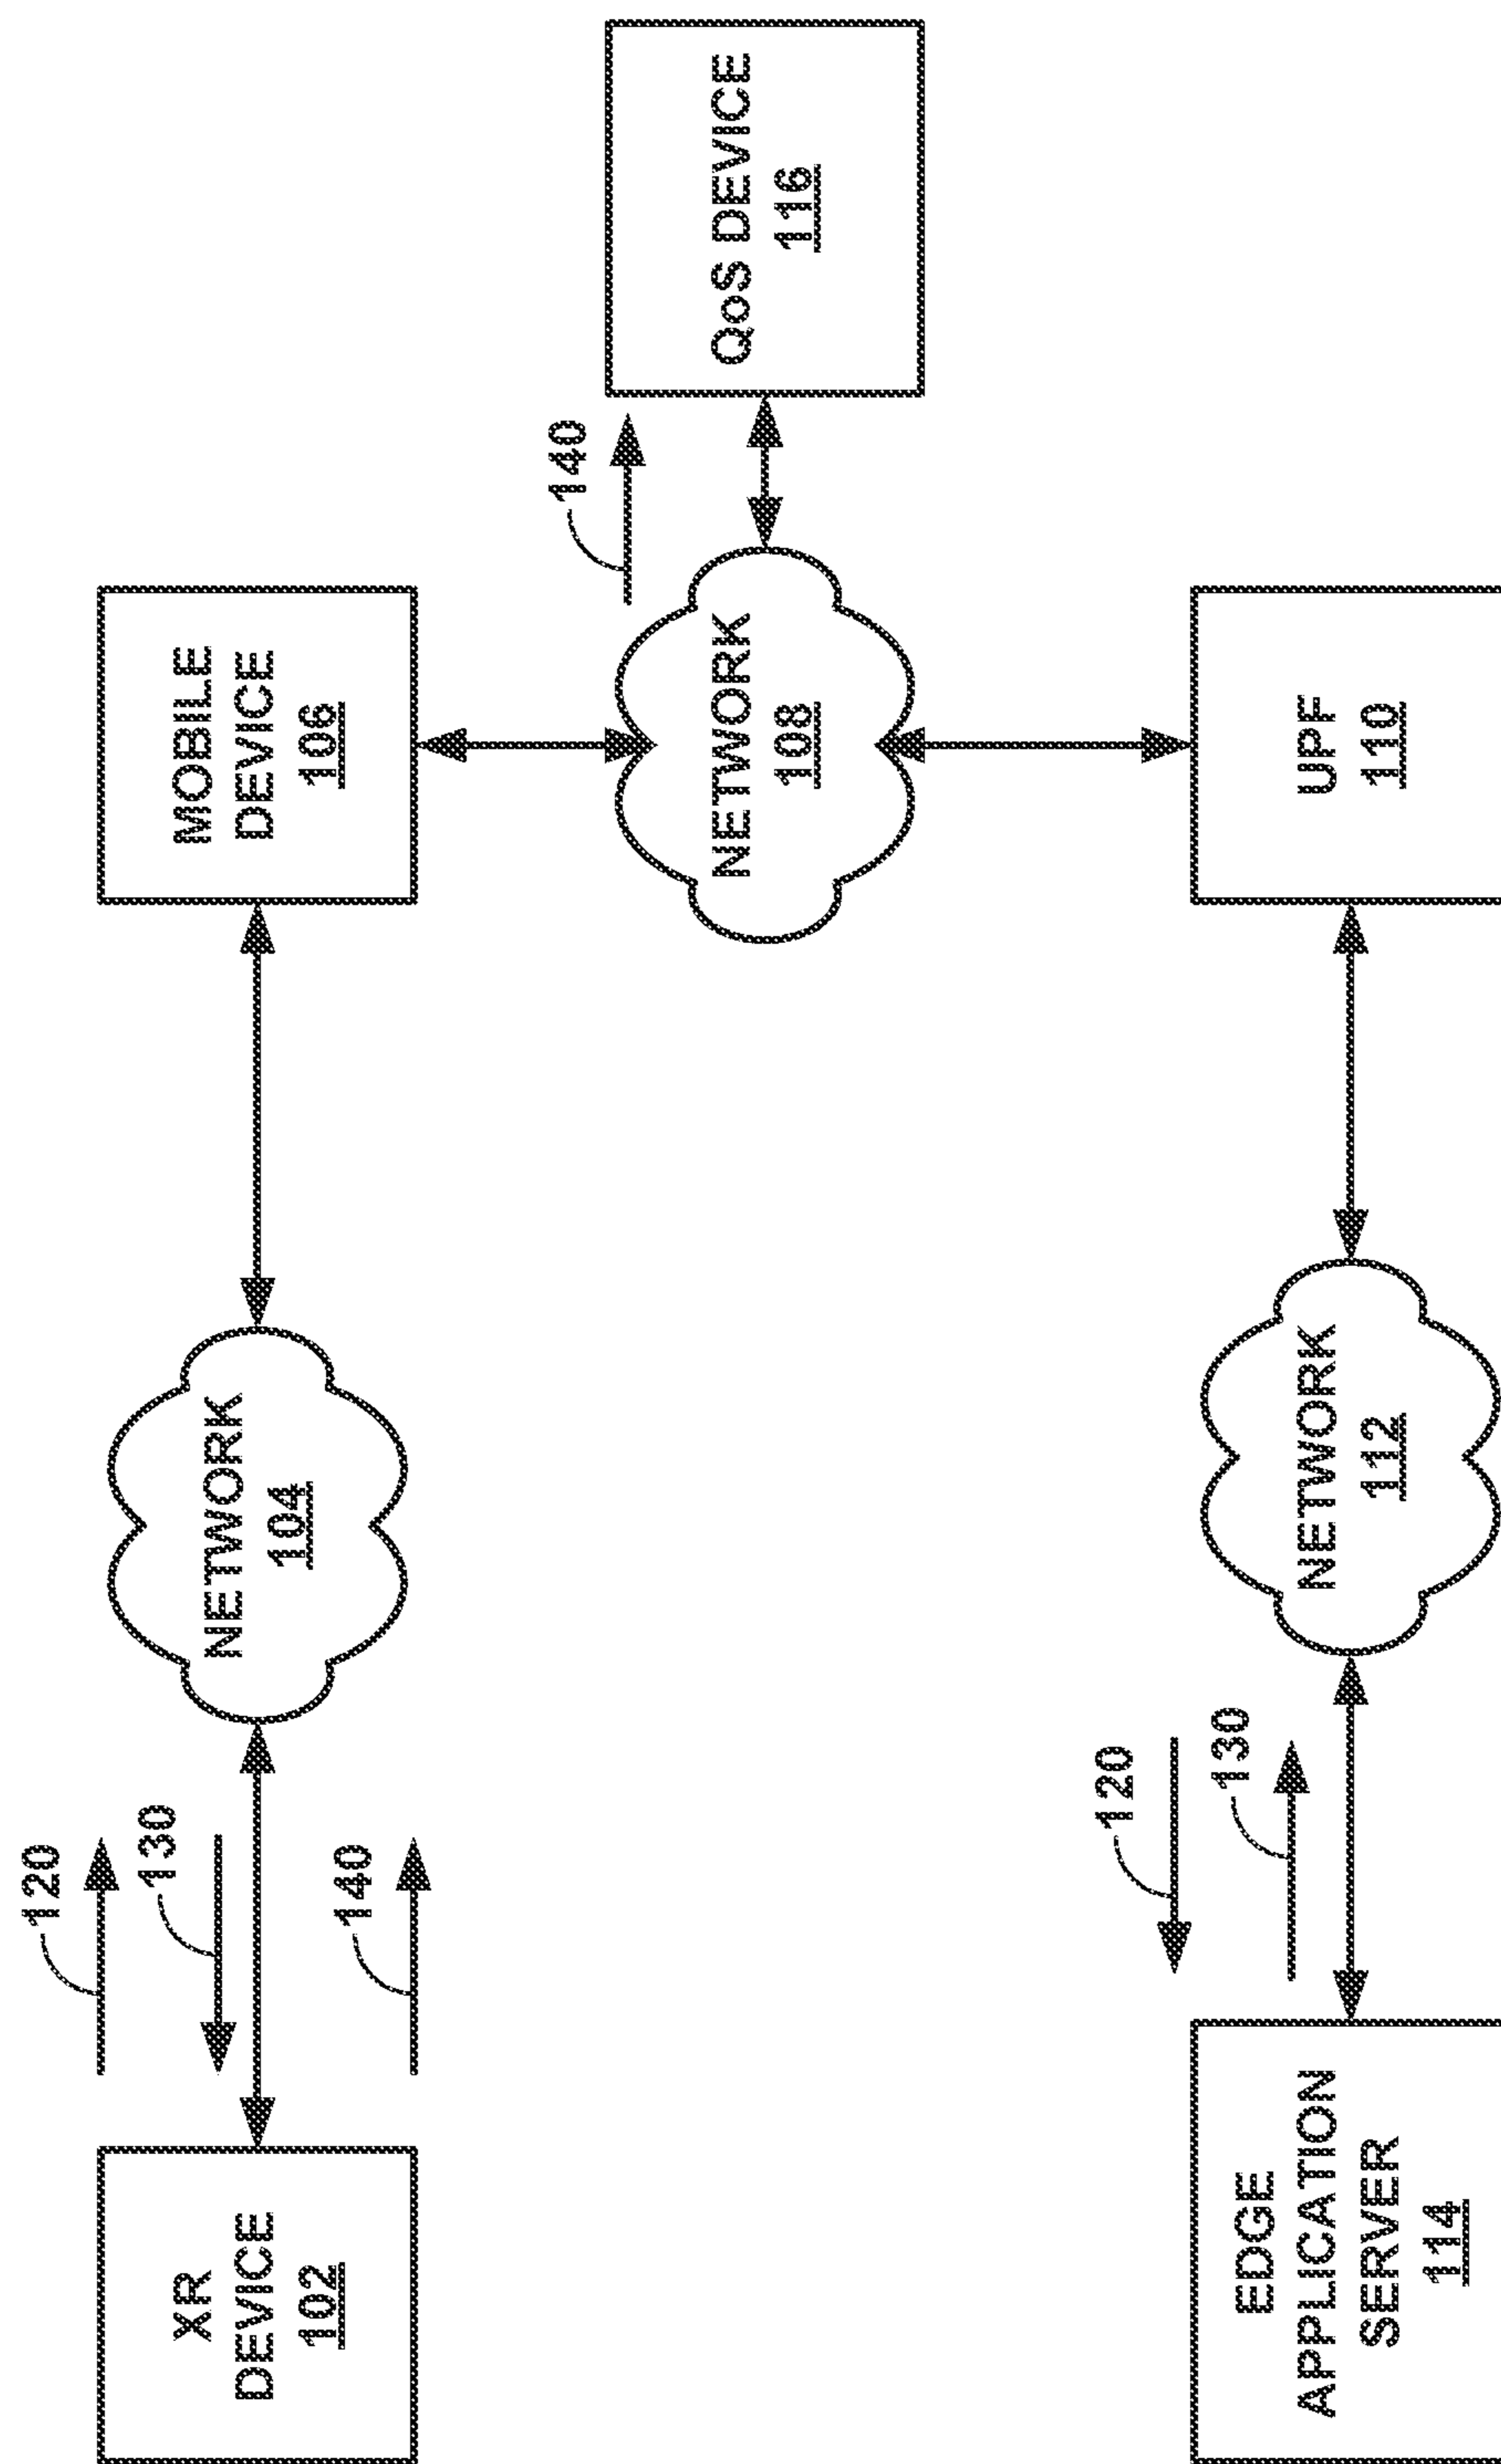 XR
DEVICE
102
120
130
140
NETWORK
104
MOBILE
DEVICE
106
NETWORK
108
140
QoS DEVICE
116
EDGE
APPLICATION
SERVER
114
120
130
NETWORK
112
UPF
110